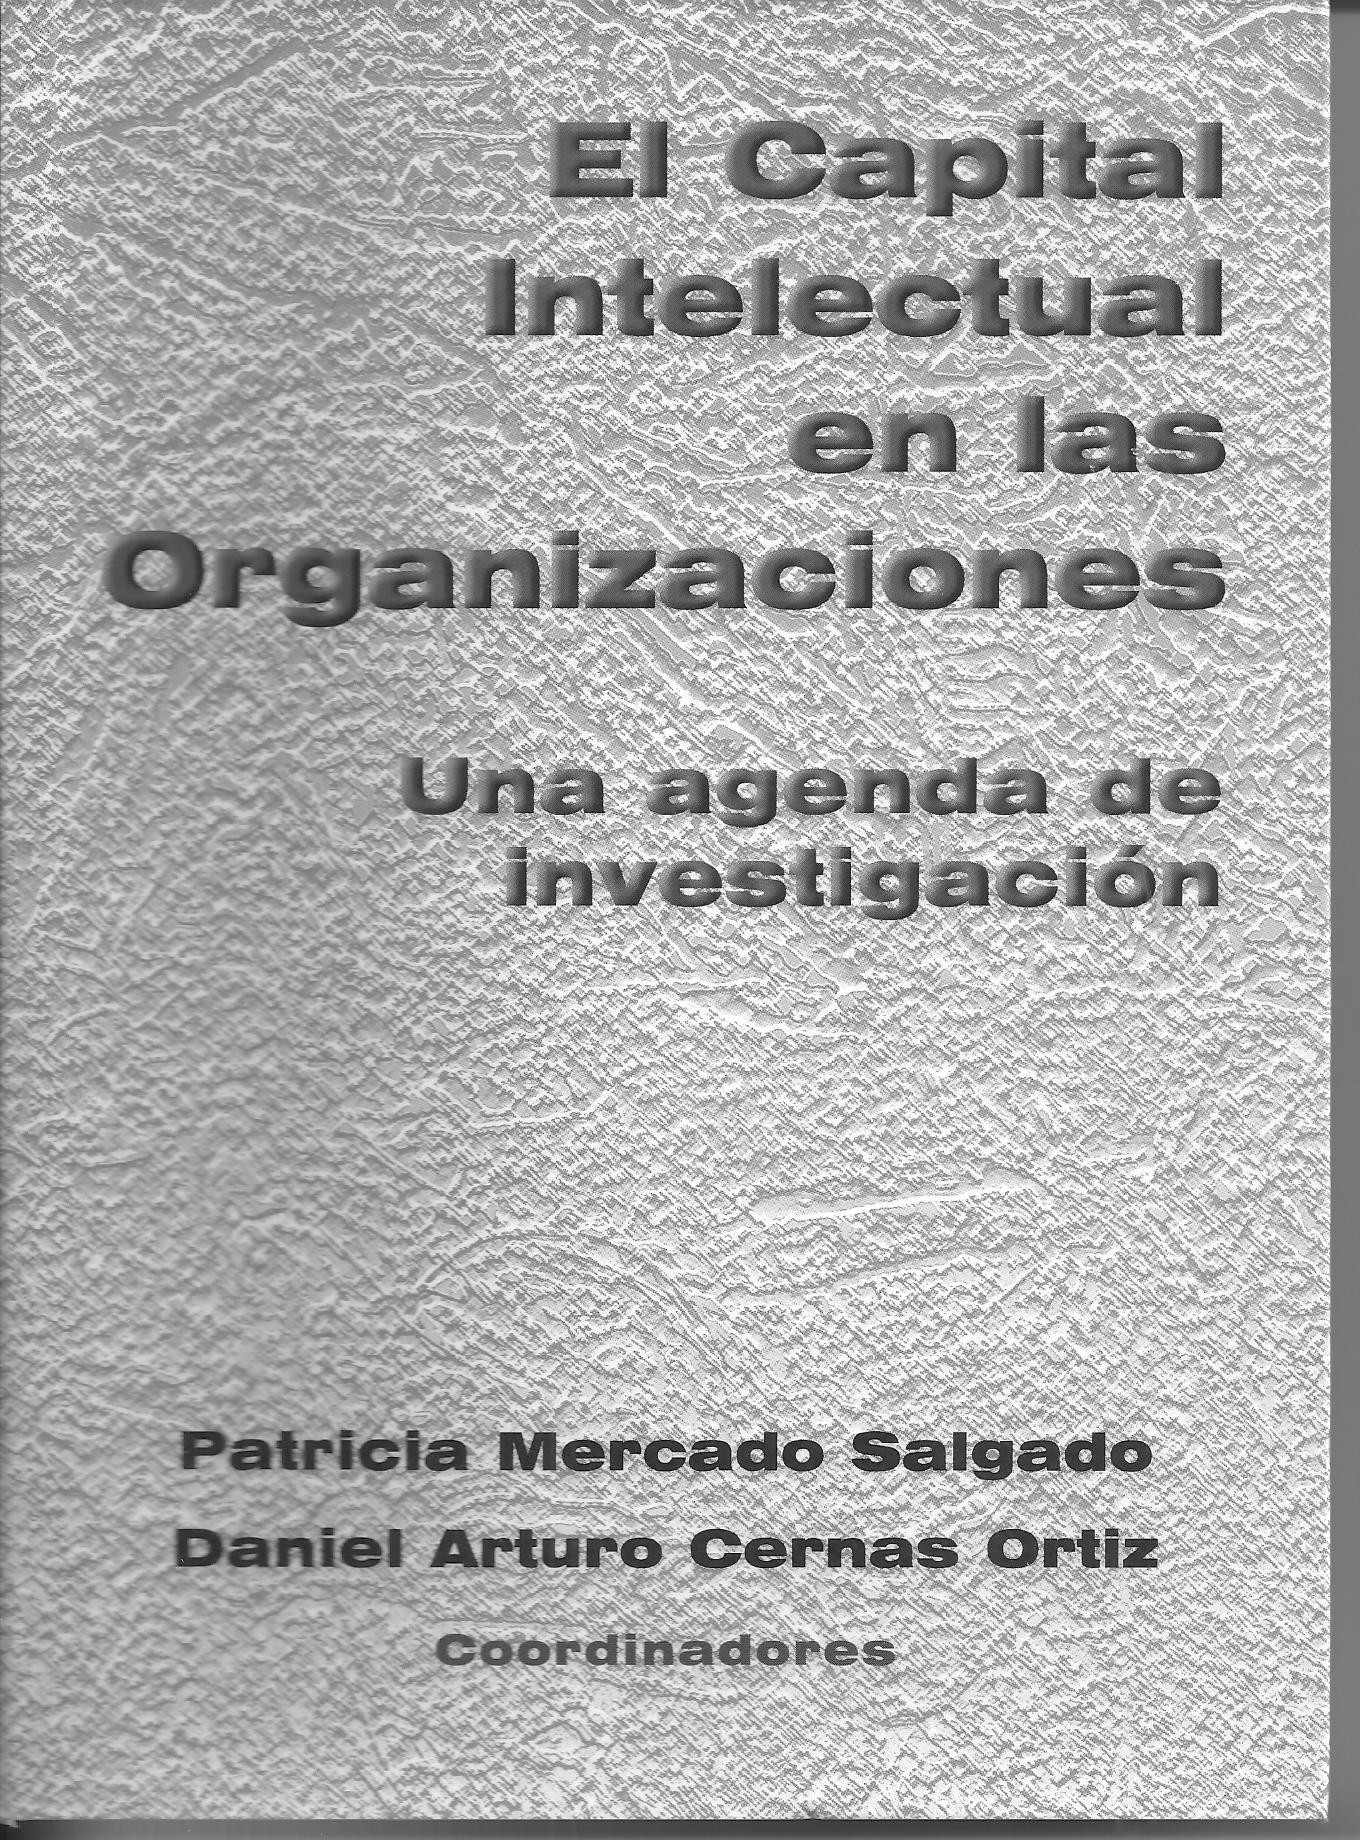 El Capital
Intelectual
en las
Organizaciones
Una agenda de
investigación
Patricia Mercado Salgado
Daniel Arturo Cernas Ortiz
Coordinadores